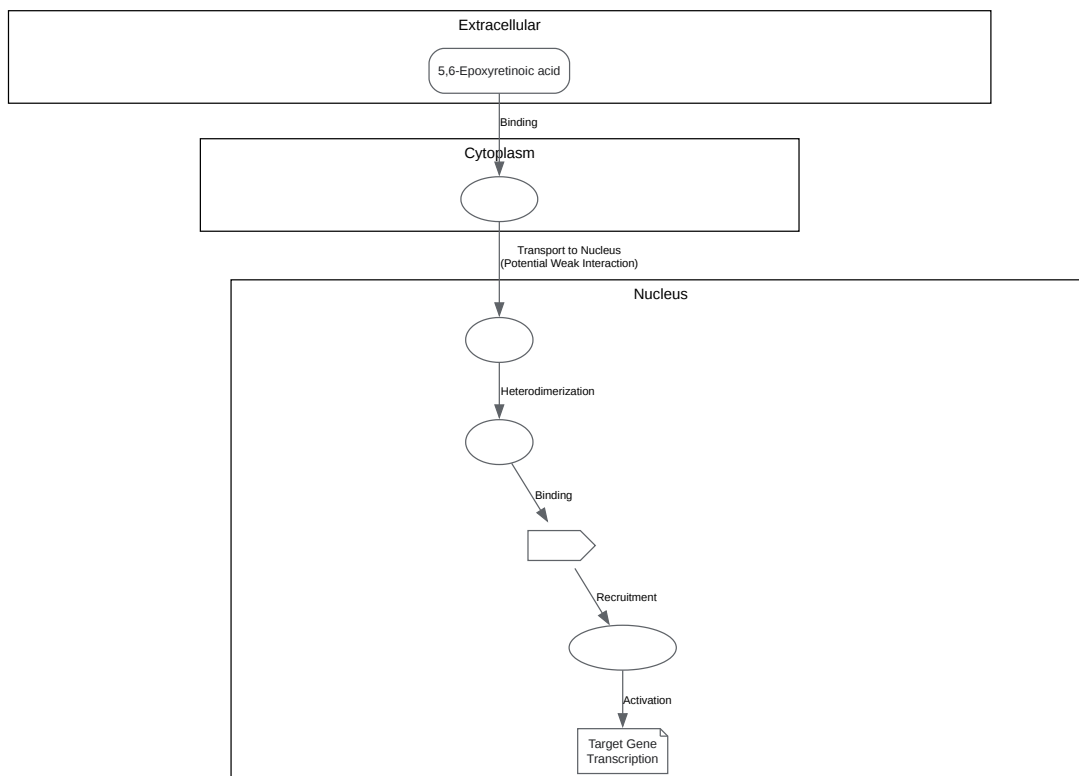 Extracellular
5,6-Epoxyretinoic acid
Binding
Cytoplasm
Transport to Nucleus
(Potential Weak Interaction)
Nucleus
Heterodimerization
Binding
Recruitment
Activation
Target Gene
Transcription